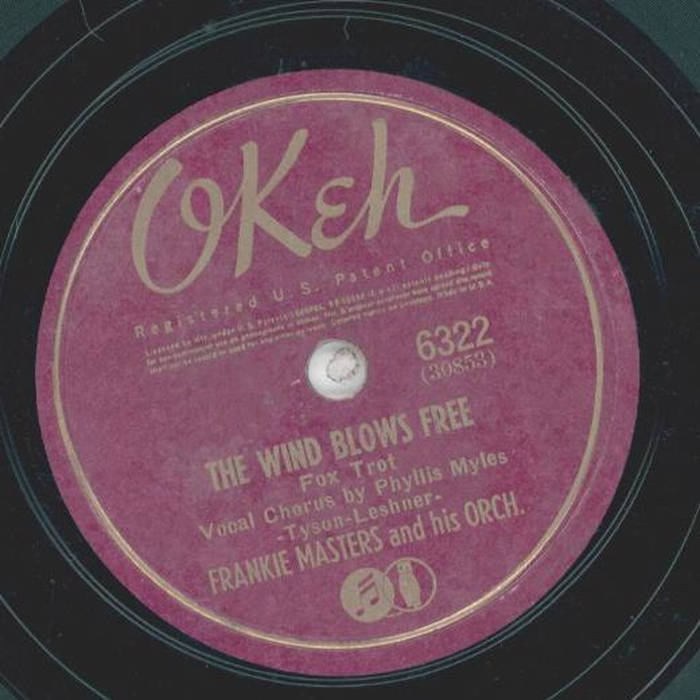 OKeh
Registered U.S. Patent Office
6322
(30853)
THE WIND BLOWS FREE
Fox Trot
Vocal Chorus by Phyllis Myles
-Tyson-Leshner-
FRANKIE MASTERS and his ORCH.